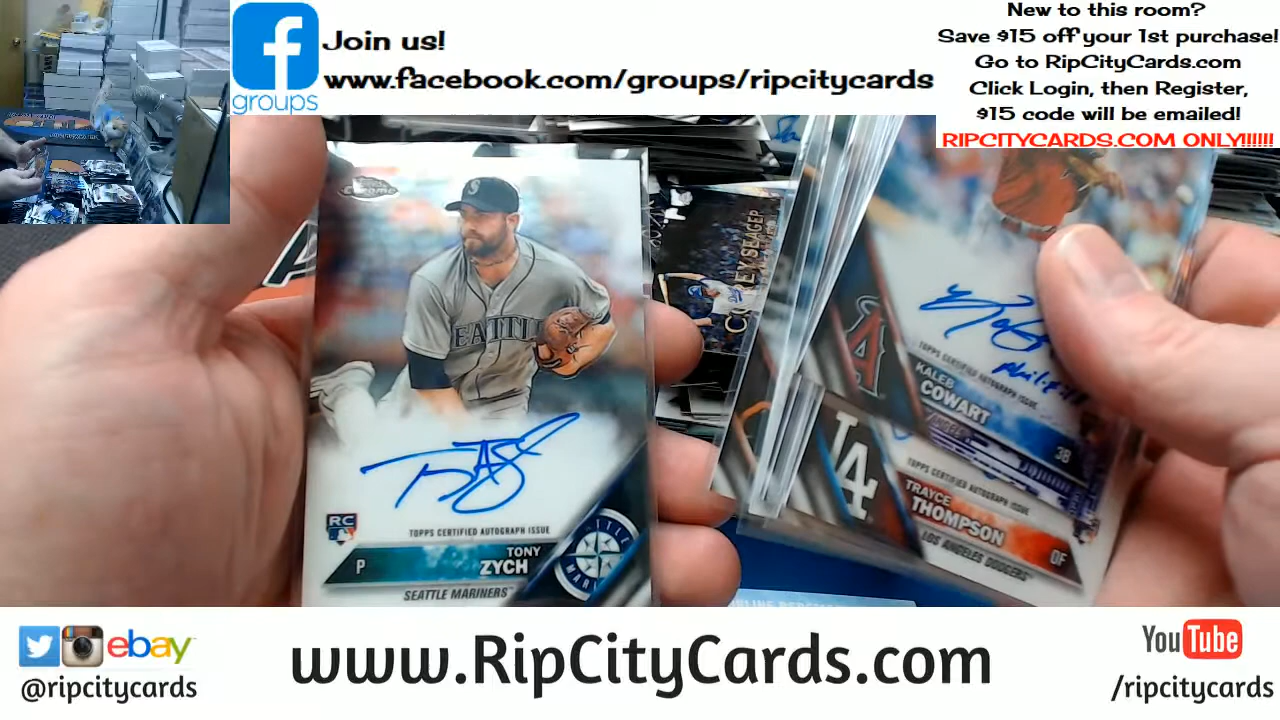 Join us!
www.facebook.com/groups/ripcitycards
groups
New to this room?
Save $15 off your 1st purchase!
Go to RipCityCards.com
Click Login, then Register,
$15 code will be emailed!
RIPCITYCARDS.COM ONLY!!!!!!
Chrome
SEATTLE
TOPPS CERTIFIED AUTOGRAPH ISSUE
RC
P
TONY
ZYCH
SEATTLE MARINERS
COREY SEAGER
A
TOPPS CERTIFIED AUTOGRAPH ISSUE
KALEB
COWART
3B
LA
TOPPS CERTIFIED AUTOGRAPH ISSUE
TRAYCE
THOMPSON
OF
LOS ANGELES DODGERS
ebay
@ripcitycards
www.RipCityCards.com
YouTube
/ripcitycards